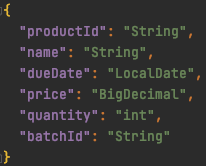 {
"productId": "String",
"name": "String",
"dueDate": "LocalDate",
"price": "BigDecimal",
"quantity": "int",
"batchId": "String"
}